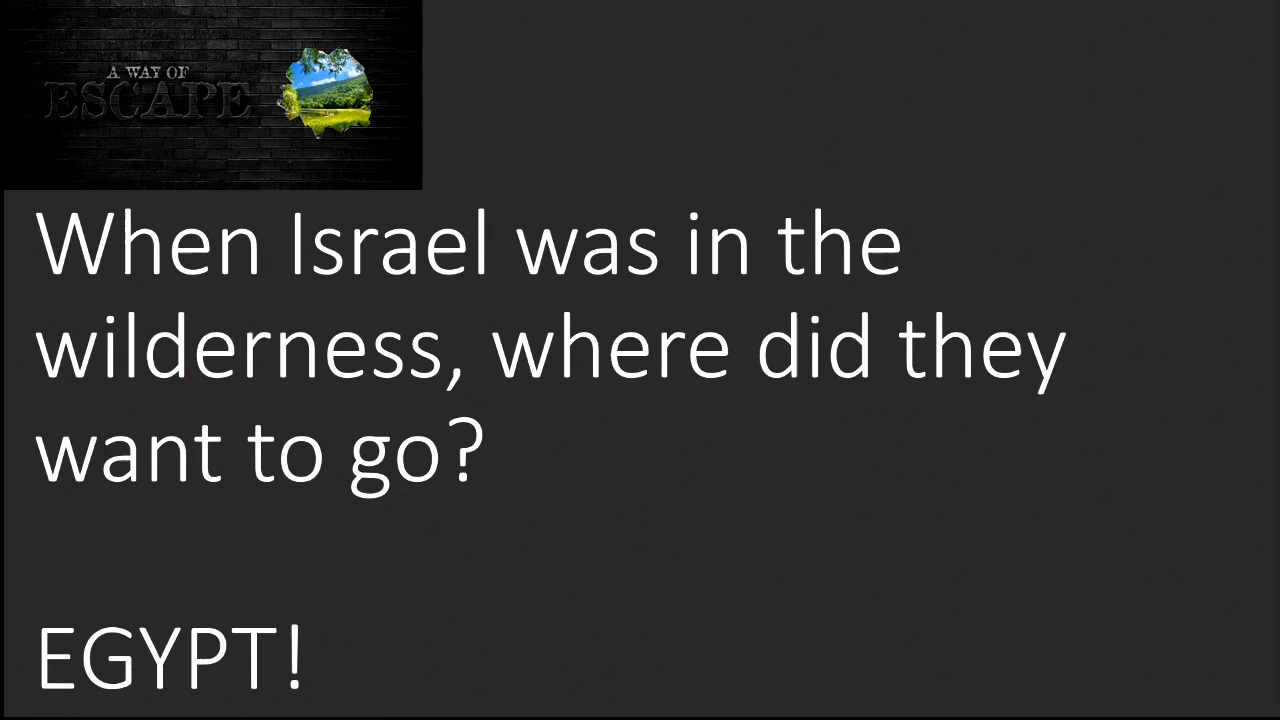 A WAY OF
ESCAPE
When Israel was in the
wilderness, where did they
want to go?
EGYPT!